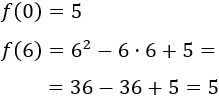 f(0) = 5
f(6) = 6² − 6 · 6 + 5 =
= 36 − 36 + 5 = 5